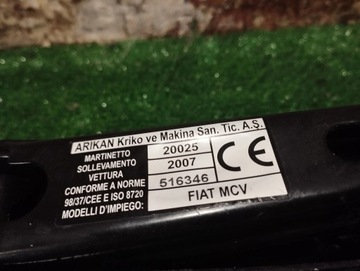 ARIKAN Kriko ve Makina San. Tic. A.Ş.
MARTINETTO 20025
SOLLEVAMENTO 2007
VETTURA
CONFORME A NORME 516346
98/37/CEE E ISO 8720
MODELLI D'IMPIEGO: FIAT MCV
CE